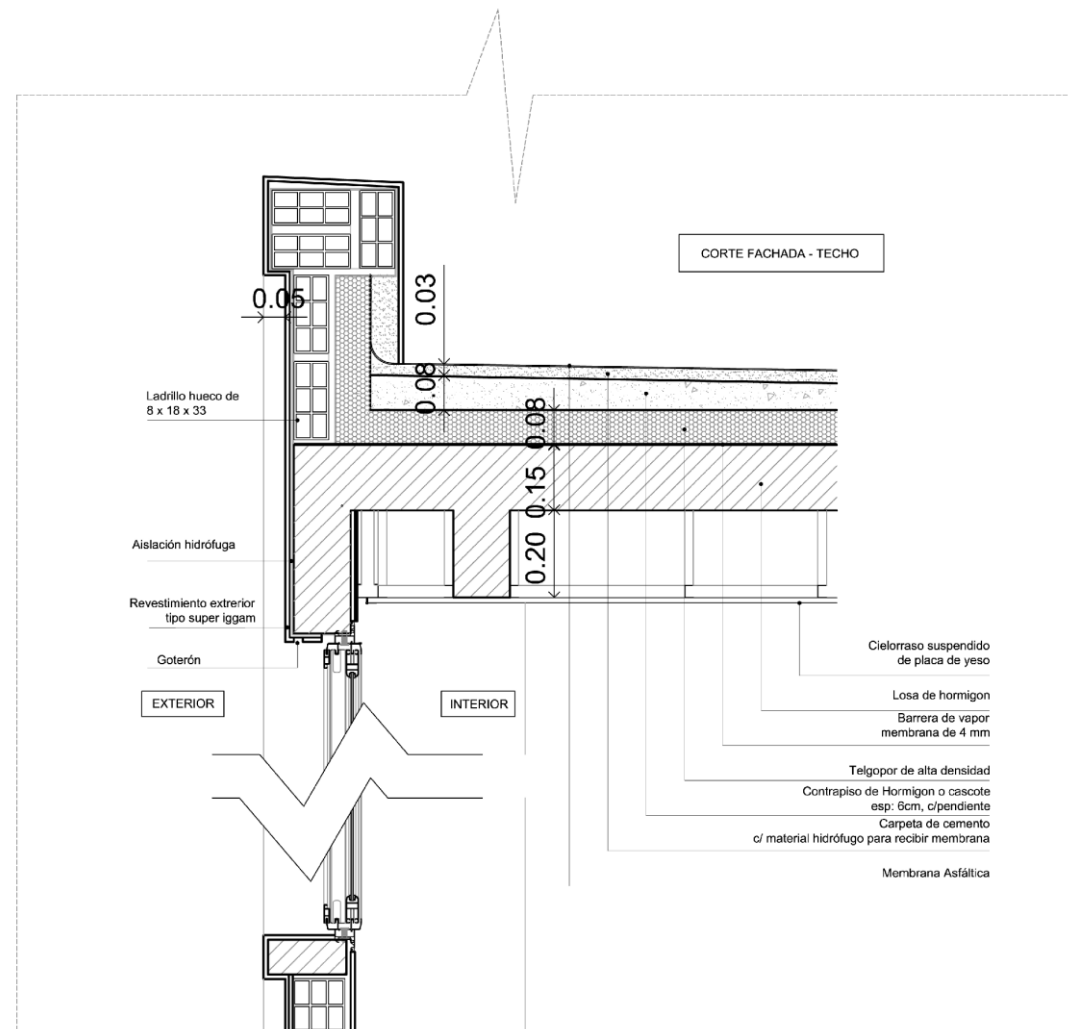 CORTE FACHADA - TECHO
0.05
0.03
0.08
0.08
0.15
0.20
Ladrillo hueco de
8 x 18 x 33
Aislación hidrófuga
Revestimiento extrerior
tipo super iggam
Goterón
EXTERIOR
INTERIOR
Cielorraso suspendido
de placa de yeso
Losa de hormigon
Barrera de vapor
membrana de 4 mm
Telgopor de alta densidad
Contrapiso de Hormigon o cascote
esp: 6cm, c/pendiente
Carpeta de cemento
c/ material hidrófugo para recibir membrana
Membrana Asfáltica